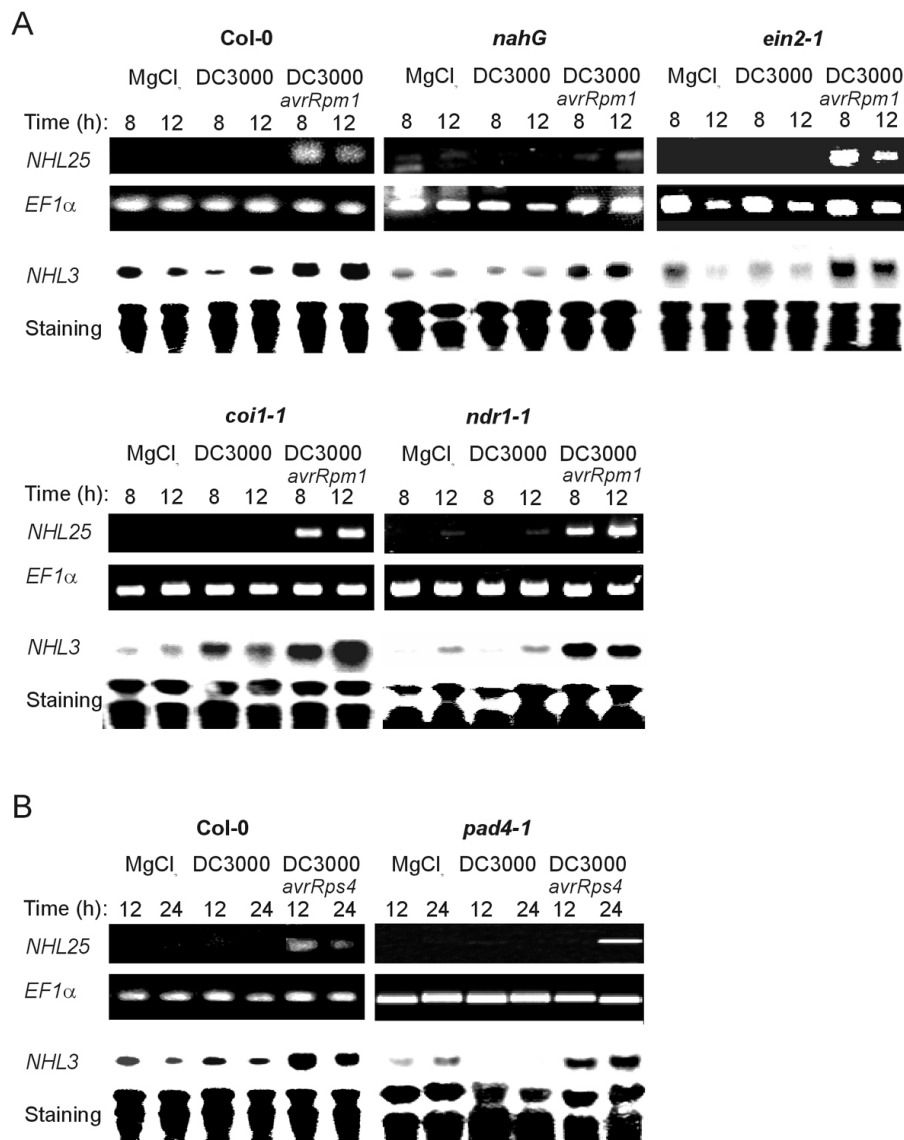 A
Col-0 nahG ein2-1
MgCl DC3000 DC3000 MgCl DC3000 DC3000 MgCl DC3000 DC3000
avrRpm1 avrRpm1 avrRpm1
Time (h): 8 12 8 12 8 12 8 12 8 12 8 12 8 12 8 12 8 12
NHL25
EF1α
NHL3
Staining
coi1-1 ndr1-1
MgCl DC3000 DC3000 MgCl DC3000 DC3000
avrRpm1 avrRpm1
Time (h): 8 12 8 12 8 12 8 12 8 12 8 12
NHL25
EF1α
NHL3
Staining
B
Col-0 pad4-1
MgCl DC3000 DC3000 MgCl DC3000 DC3000
avrRps4 avrRps4
Time (h): 12 24 12 24 12 24 12 24 12 24 12 24
NHL25
EF1α
NHL3
Staining